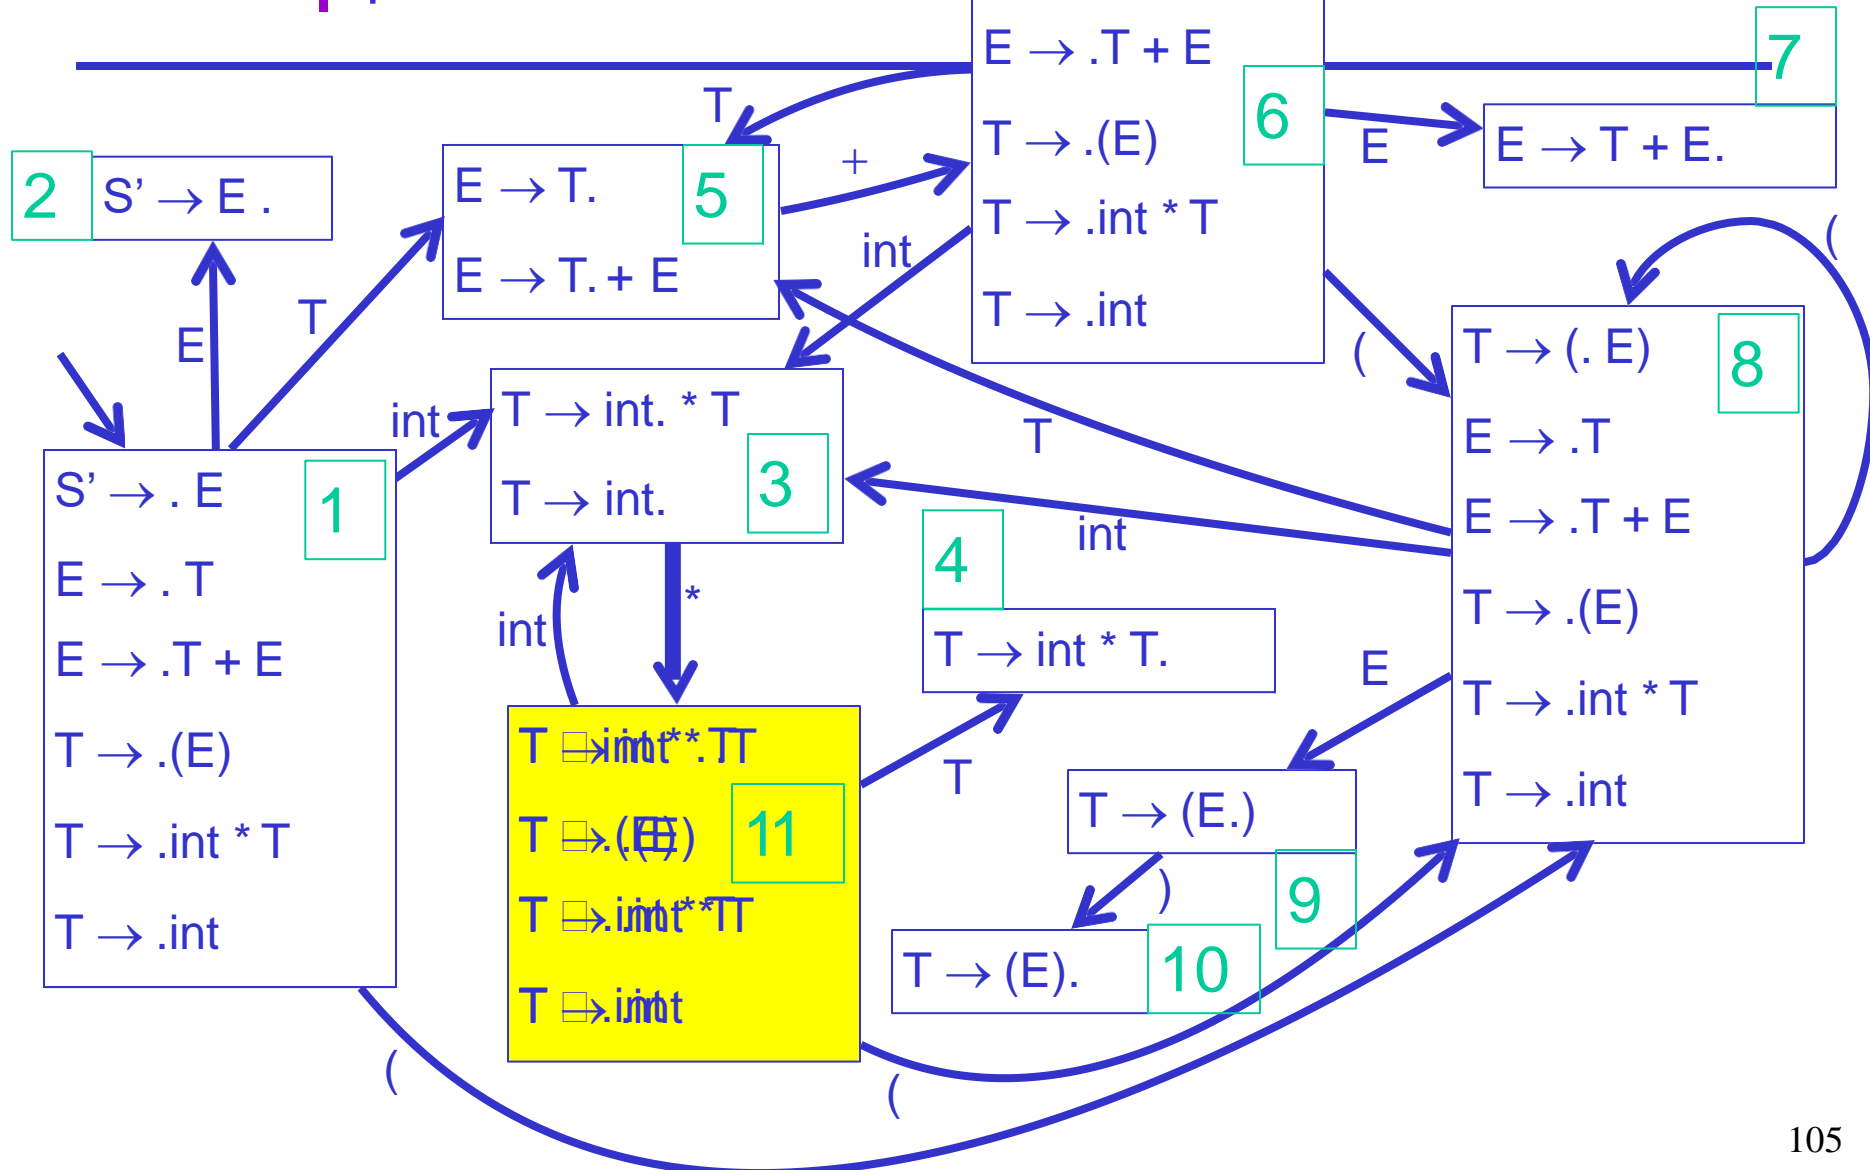 E → .T + E
7
T
6
T → .(E)
+
E
E → T + E.
2
S’ → E .
E → T.
5
T → .int * T
(
int
E → T. + E
T
T → .int
E
(
T → (. E)
8
int
T → int. * T
T
E → .T
S’ → . E
1
T → int.
3
int
E → .T + E
4
E → . T
*
T → .(E)
int
T → int * T.
E → .T + E
E
T → .int * T
T → .(E)
T
T → (E.)
T → .int
11
T → .int * T
)
9
T → .int
T → (E).
10
(
(
105